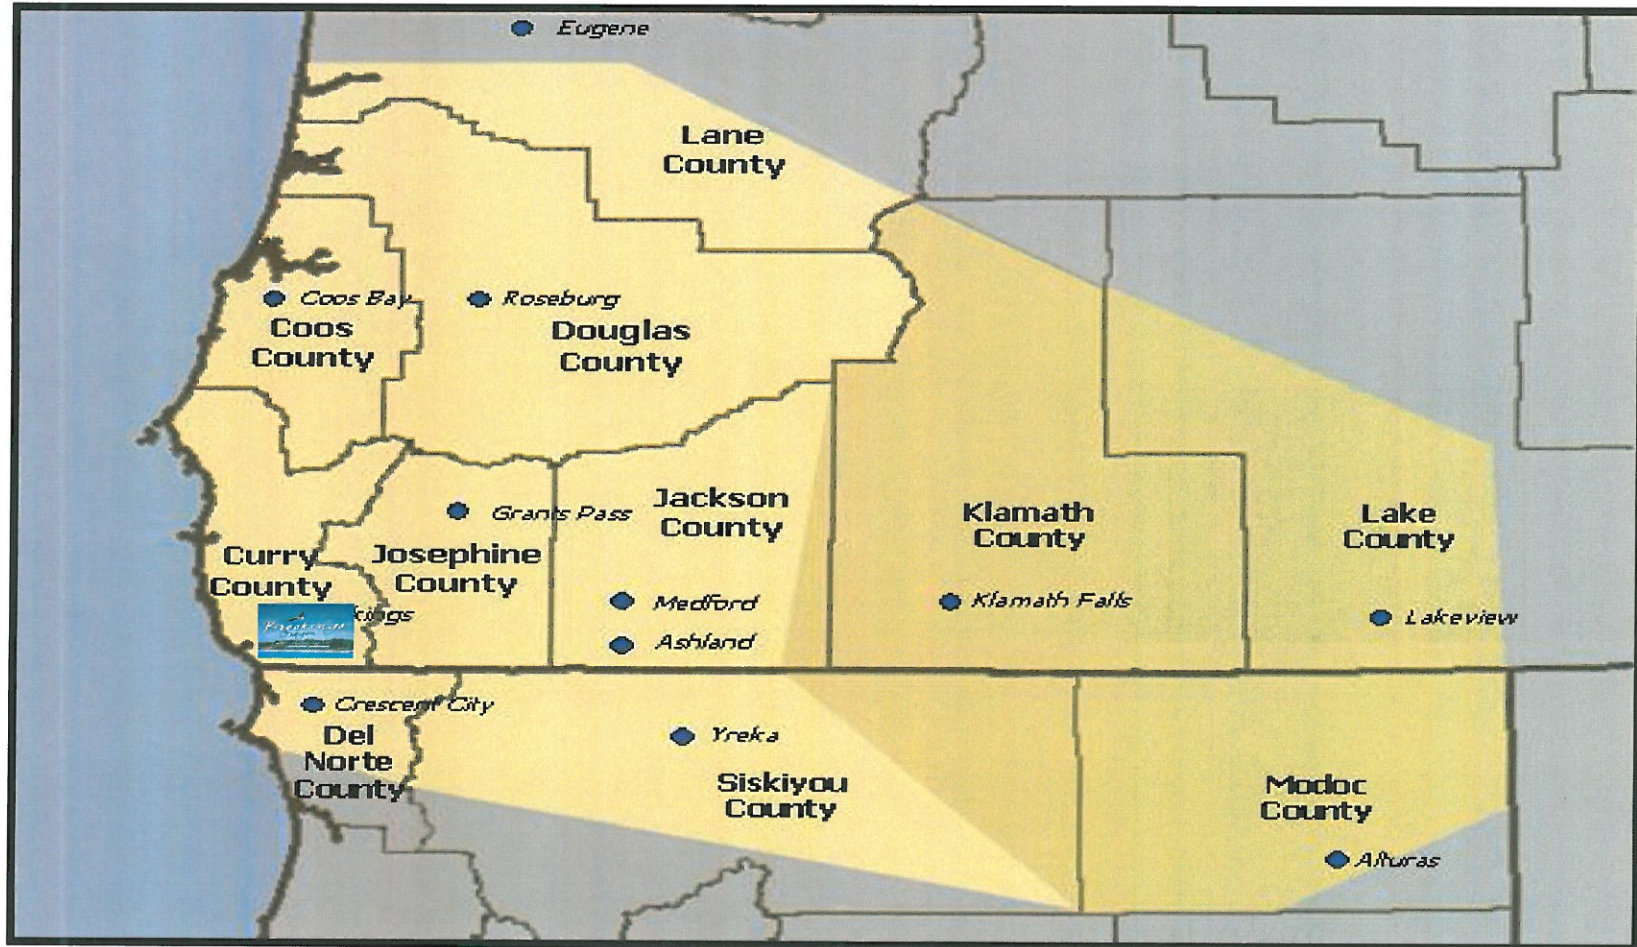 Eugene
Lane
County
Coos Bay
Roseburg
Coos
County
Douglas
County
Jackson
County
Grants Pass
Klamath
County
Lake
County
Curry
County
Josephine
County
kings
Medford
Klamath Falls
Lakeview
Ashland
Crescent City
Del
Norte
County
Yreka
Siskiyou
County
Modoc
County
Alturas